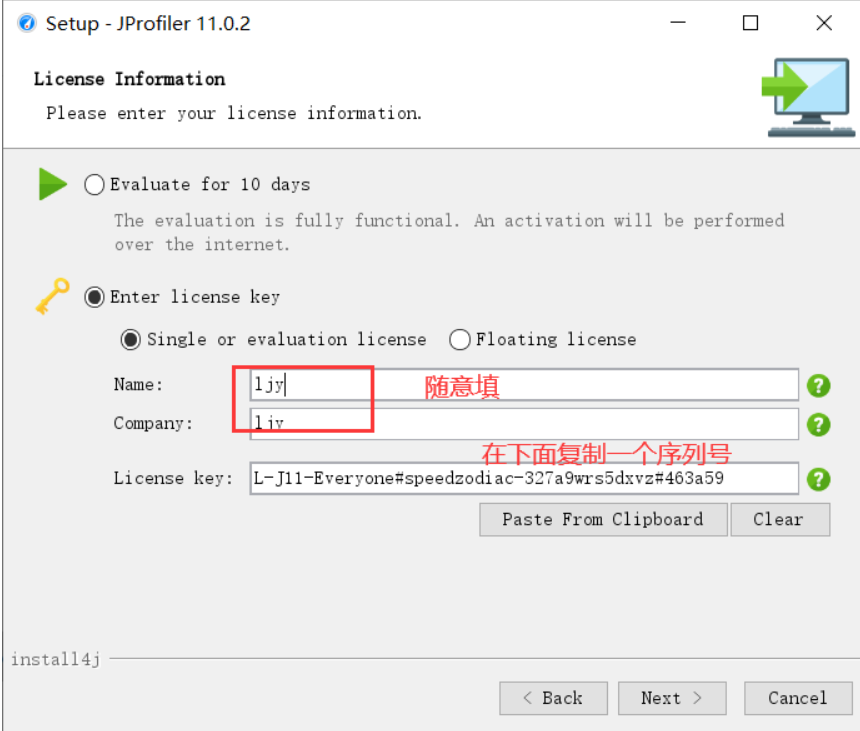 Setup - JProfiler 11.0.2
License Information
Please enter your license information.
Evaluate for 10 days
The evaluation is fully functional. An activation will be performed
over the internet.
Enter license key
Single or evaluation license Floating license
Name: ljy 随意填
Company: ljy
在下面复制一个序列号
License key: L-J11-Everyone#speedzodiac-327a9wrs5dxvz#463a59
Paste From Clipboard Clear
install4j
< Back Next > Cancel